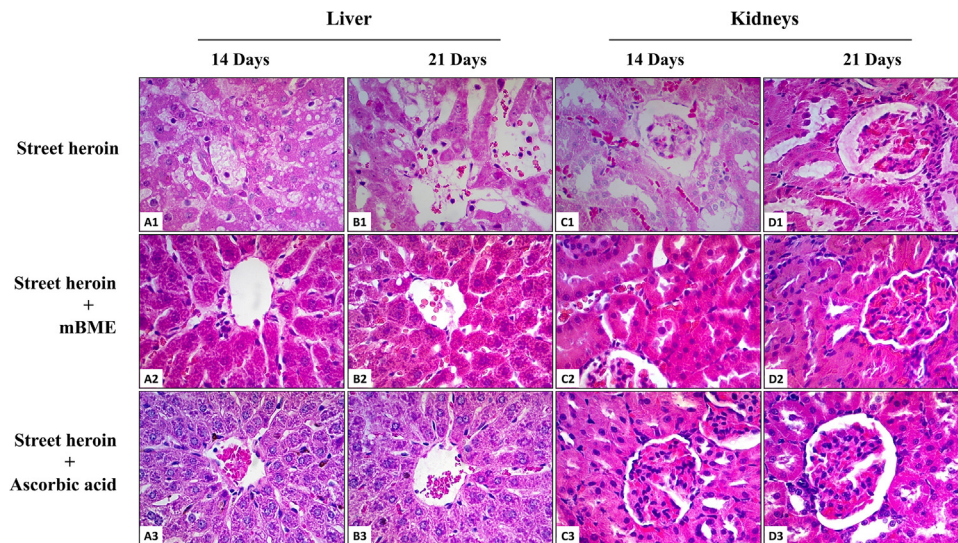 Liver Kidneys
14 Days 21 Days 14 Days 21 Days
Street heroin
A1 B1 C1 D1
Street heroin
+
mBME
A2 B2 C2 D2
Street heroin
+
Ascorbic acid
A3 B3 C3 D3